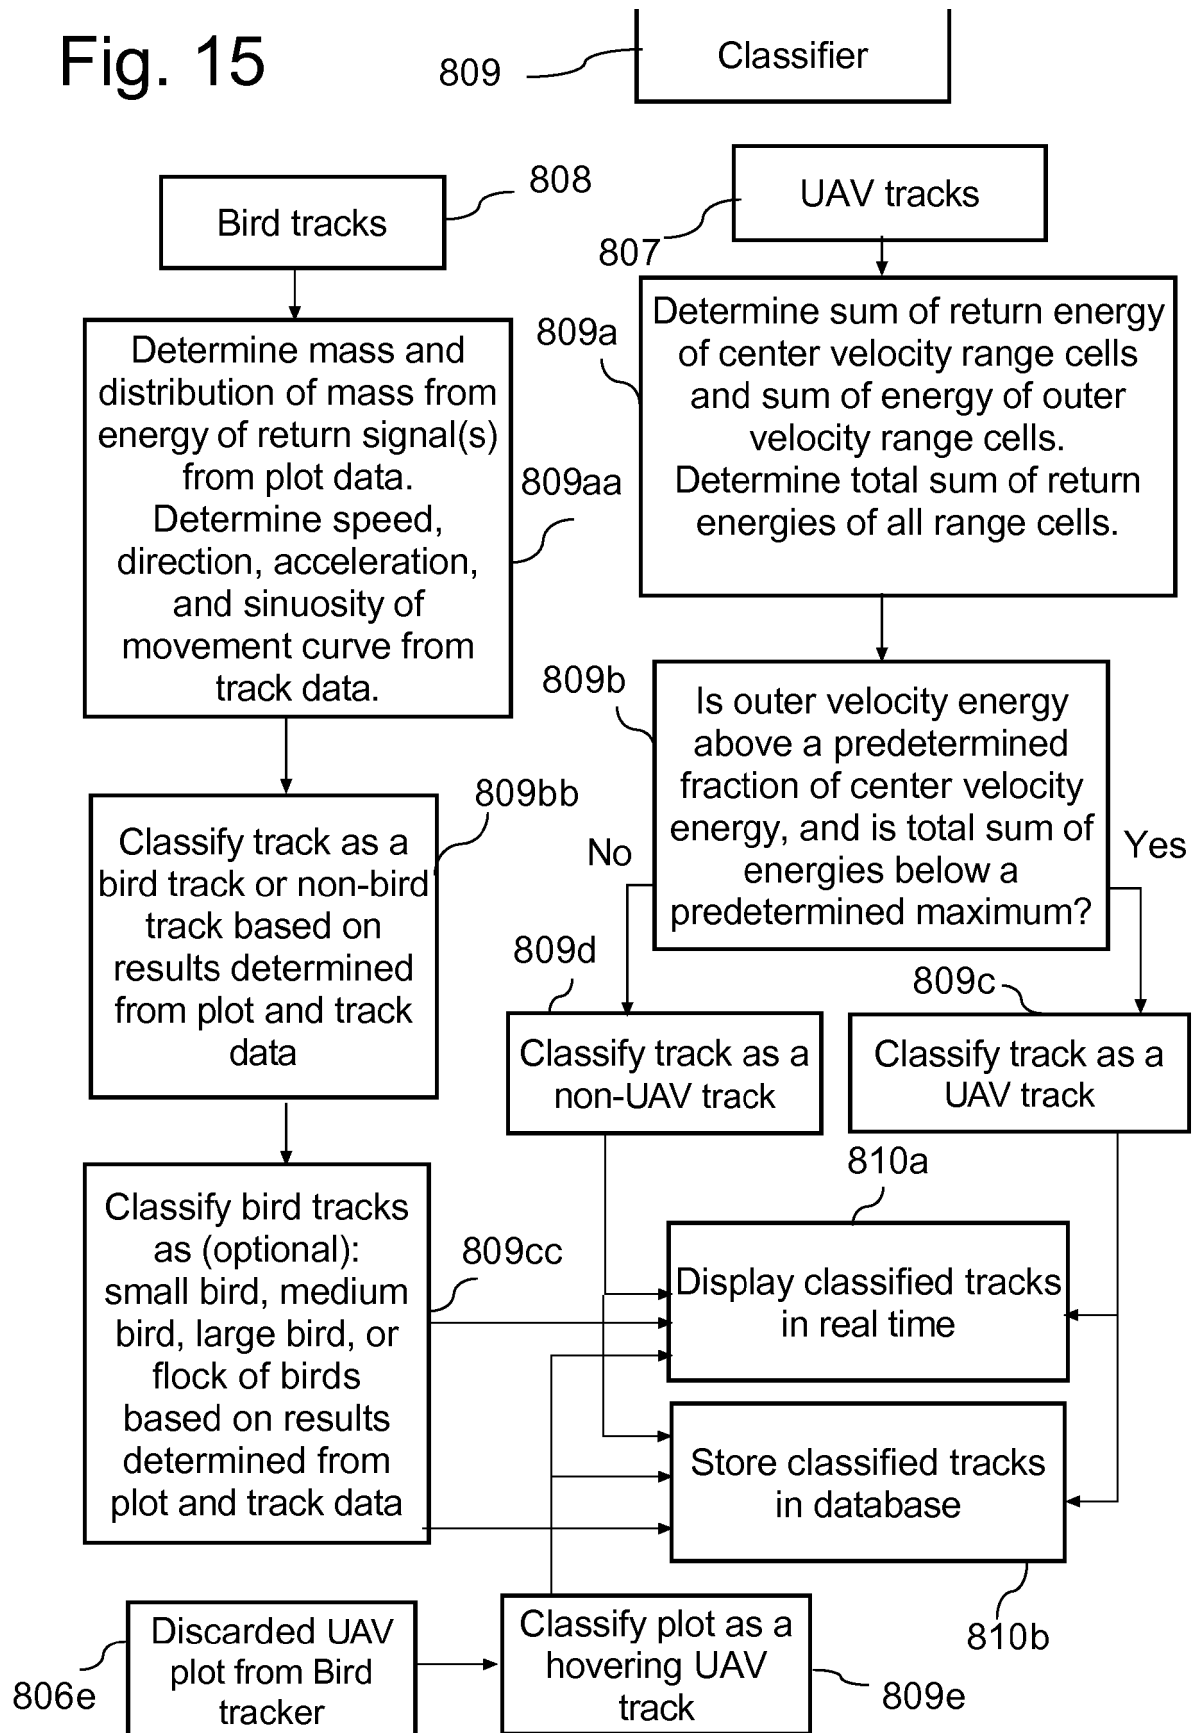 Fig. 15
809
Classifier
808
Bird tracks
UAV tracks
807
Determine mass and
distribution of mass from
energy of return signal(s)
from plot data.
Determine speed,
direction, acceleration,
and sinuosity of
movement curve from
track data.
809aa
809a
Determine sum of return energy
of center velocity range cells
and sum of energy of outer
velocity range cells.
Determine total sum of return
energies of all range cells.
809b
Is outer velocity energy
above a predetermined
fraction of center velocity
energy, and is total sum of
energies below a
predetermined maximum?
No
Yes
809bb
Classify track as a
bird track or non-bird
track based on
results determined
from plot and track
data
809d
809c
Classify track as a
non-UAV track
Classify track as a
UAV track
810a
Classify bird tracks
as (optional):
small bird, medium
bird, large bird, or
flock of birds
based on results
determined from
plot and track data
809cc
Display classified tracks
in real time
Store classified tracks
in database
810b
806e
Discarded UAV
plot from Bird
tracker
Classify plot as a
hovering UAV
track
809e